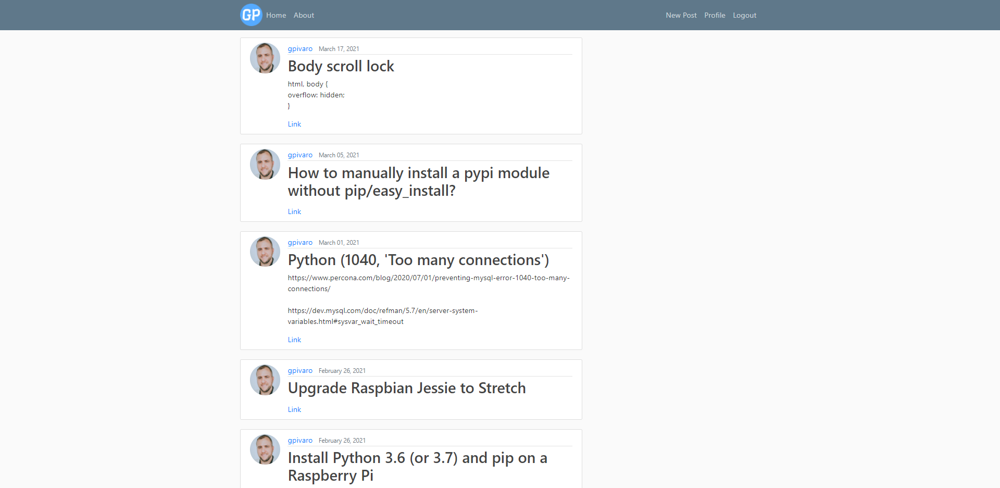 GP Home About New Post Profile Logout
gpivaro March 17, 2021
Body scroll lock
html, body {
overflow: hidden;
}
Link
gpivaro March 05, 2021
How to manually install a pypi module
without pip/easy_install?
Link
gpivaro March 01, 2021
Python (1040, 'Too many connections')
https://www.percona.com/blog/2020/07/01/preventing-mysql-error-1040-too-many-
connections/
https://dev.mysql.com/doc/refman/5.7/en/server-system-
variables.html#sysvar_wait_timeout
Link
gpivaro February 26, 2021
Upgrade Raspbian Jessie to Stretch
Link
gpivaro February 26, 2021
Install Python 3.6 (or 3.7) and pip on a
Raspberry Pi